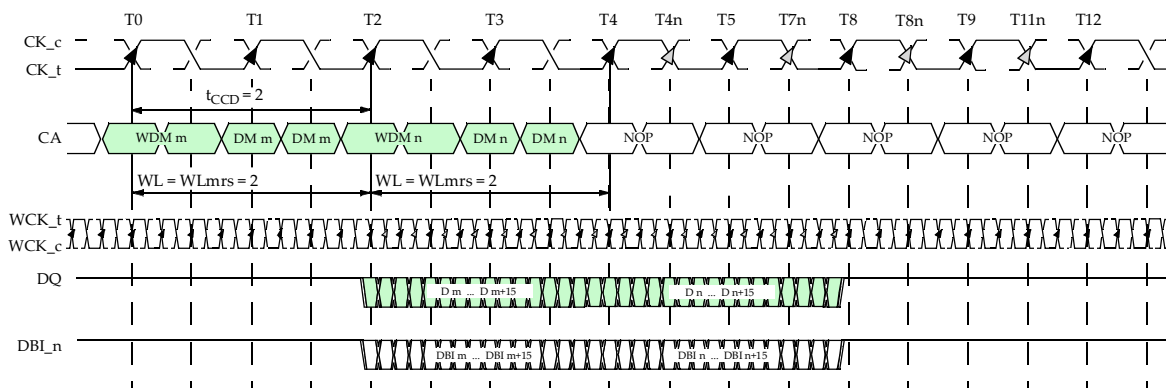 T0 T1 T2 T3 T4 T4n T5 T7n T8 T8n T9 T11n T12
CK_c
CK_t
tCCD = 2
CA WDM m DM m DM m WDM n DM n DM n NOP NOP NOP NOP NOP
WL = WLmrs = 2 WL = WLmrs = 2
WCK_t
WCK_c
DQ
D m ... D m+15 D n ... D n+15
DBI_n
DBI m ... DBI m+15 DBI n ... DBI n+15